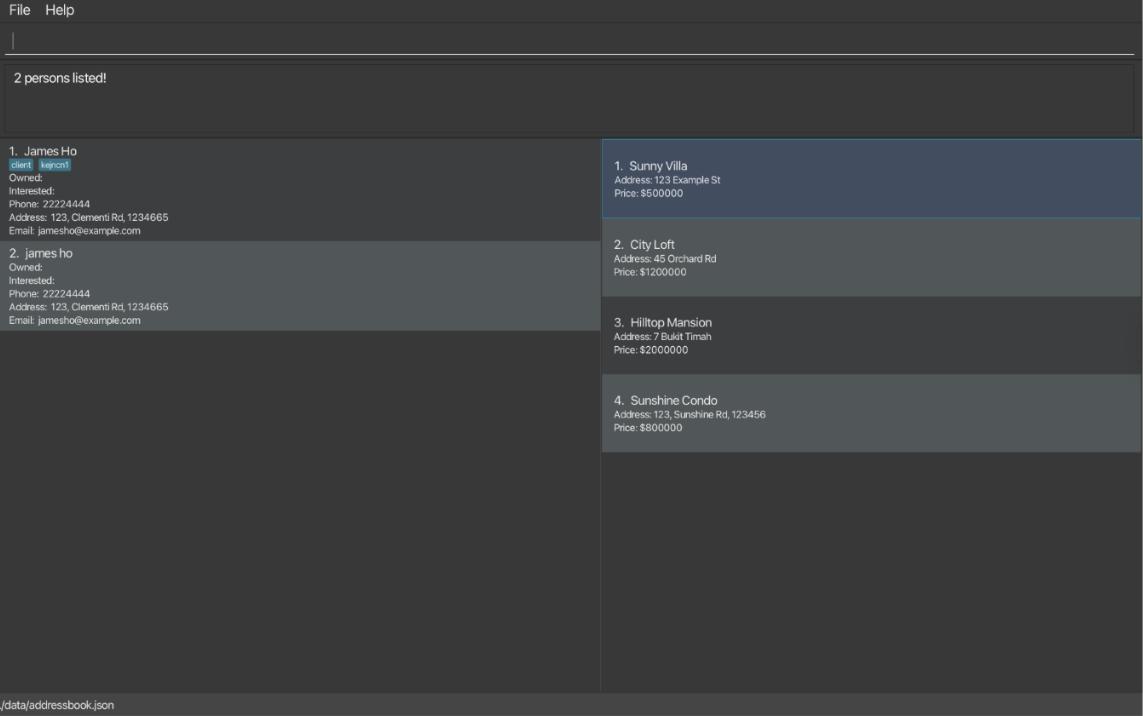 File Help
2 persons listed!
1. James Ho
client kejncn1
Owned:
Interested:
Phone: 22224444
Address: 123, Clementi Rd, 1234665
Email: jamesho@example.com
2. james ho
Owned:
Interested:
Phone: 22224444
Address: 123, Clementi Rd, 1234665
Email: jamesho@example.com
1. Sunny Villa
Address: 123 Example St
Price: $500000
2. City Loft
Address: 45 Orchard Rd
Price: $1200000
3. Hilltop Mansion
Address: 7 Bukit Timah
Price: $2000000
4. Sunshine Condo
Address: 123, Sunshine Rd, 123456
Price: $800000
./data/addressbook.json